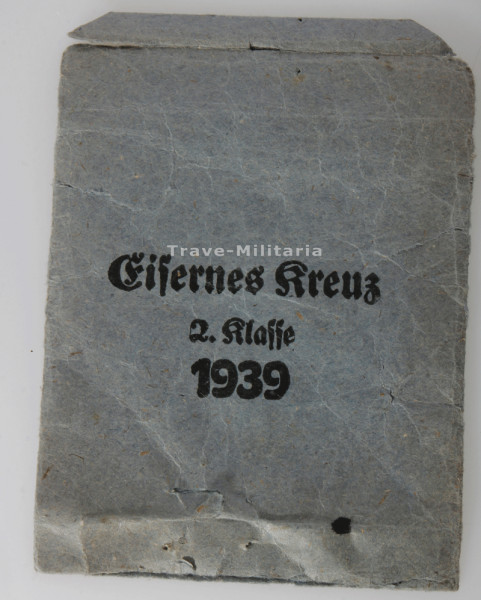 Trave-Militaria
Eiſernes Kreuz
2. Klaſſe
1939